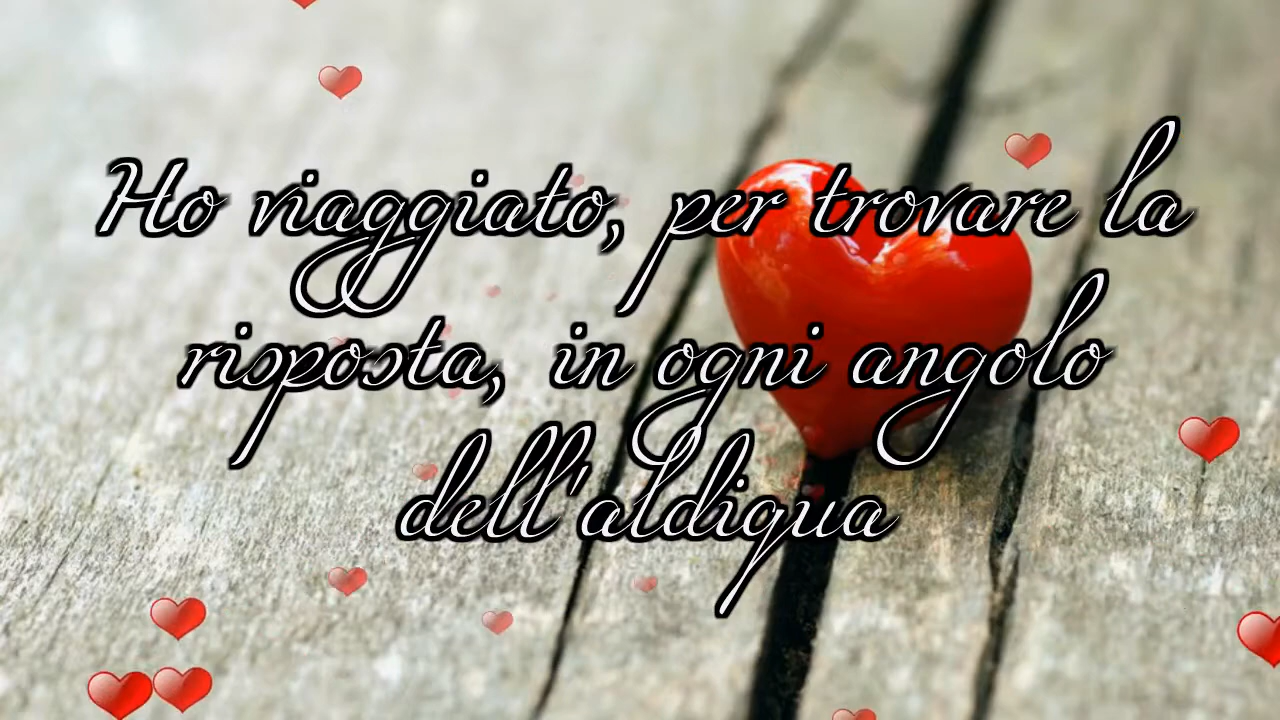 Ho viaggiato, per trovare la
risposta, in ogni angolo
dell'aldiqua